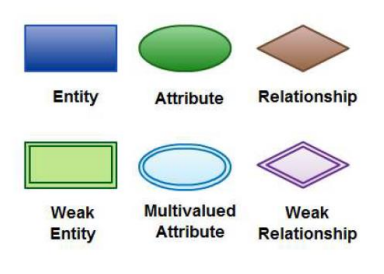 Entity
Attribute
Relationship
Weak
Entity
Multivalued
Attribute
Weak
Relationship